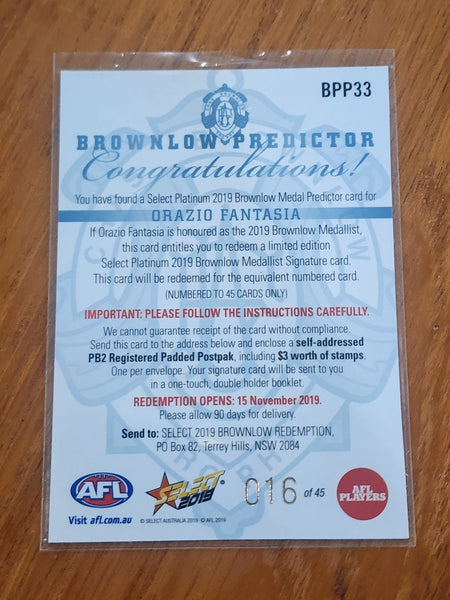 BPP33
BROWNLOW PREDICTOR
Congratulations!
You have found a Select Platinum 2019 Brownlow Medal Predictor card for
ORAZIO FANTASIA
If Orazio Fantasia is honoured as the 2019 Brownlow Medallist,
this card entitles you to redeem a limited edition
Select Platinum 2019 Brownlow Medallist Signature card.
This card will be redeemed for the equivalent numbered card.
(NUMBERED TO 45 CARDS ONLY)
IMPORTANT: PLEASE FOLLOW THE INSTRUCTIONS CAREFULLY.
We cannot guarantee receipt of the card without compliance.
Send this card to the address below and enclose a self-addressed
PB2 Registered Padded Postpak, including $3 worth of stamps.
One per envelope. Your signature card will be sent to you
in a one-touch, double holder booklet.
REDEMPTION OPENS: 15 November 2019.
Please allow 90 days for delivery.
Send to: SELECT 2019 BROWNLOW REDEMPTION,
PO Box 82, Terrey Hills, NSW 2084
AFL
SELECT
2019
016 of 45
AFL
PLAYERS
Visit afl.com.au
© SELECT AUSTRALIA 2019 © AFL 2019